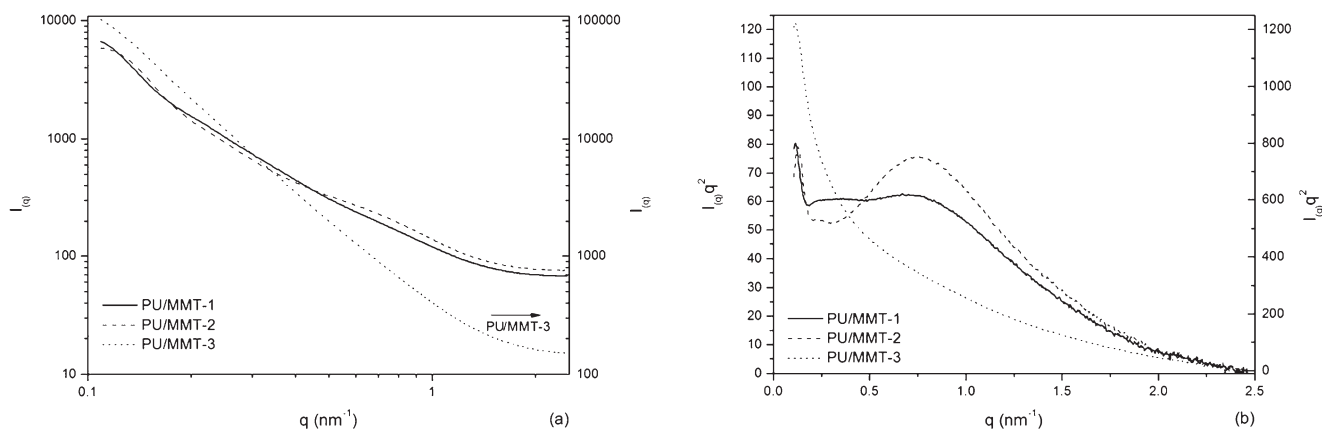 10000
1000
100
10
I(q)
100000
10000
1000
100
I(q)
PU/MMT-1
PU/MMT-2
PU/MMT-3
PU/MMT-3
0.1
1
q (nm⁻¹)
(a)
120
110
100
90
80
70
60
50
40
30
20
10
0
I(q)q²
1200
1000
800
600
400
200
0
I(q)q²
PU/MMT-1
PU/MMT-2
PU/MMT-3
0.0
0.5
1.0
1.5
2.0
2.5
q (nm⁻¹)
(b)